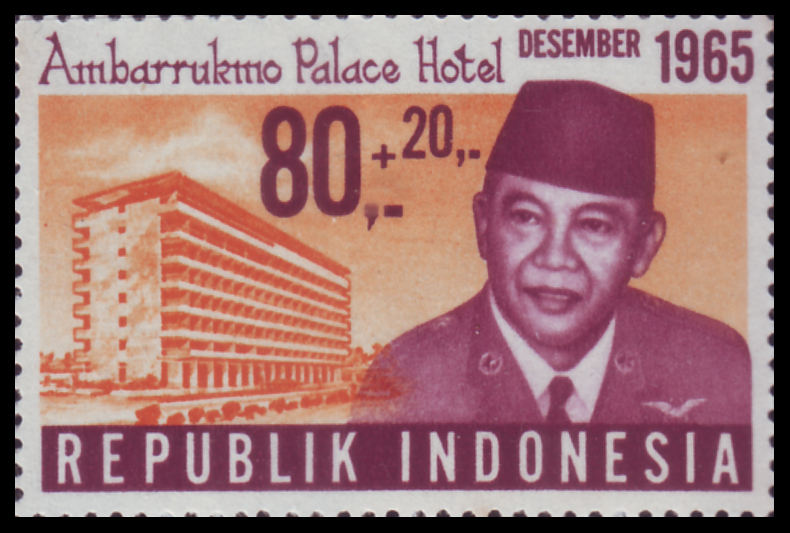 Ambarrukmo Palace Hotel DESEMBER 1965
80,- + 20,-
REPUBLIK INDONESIA